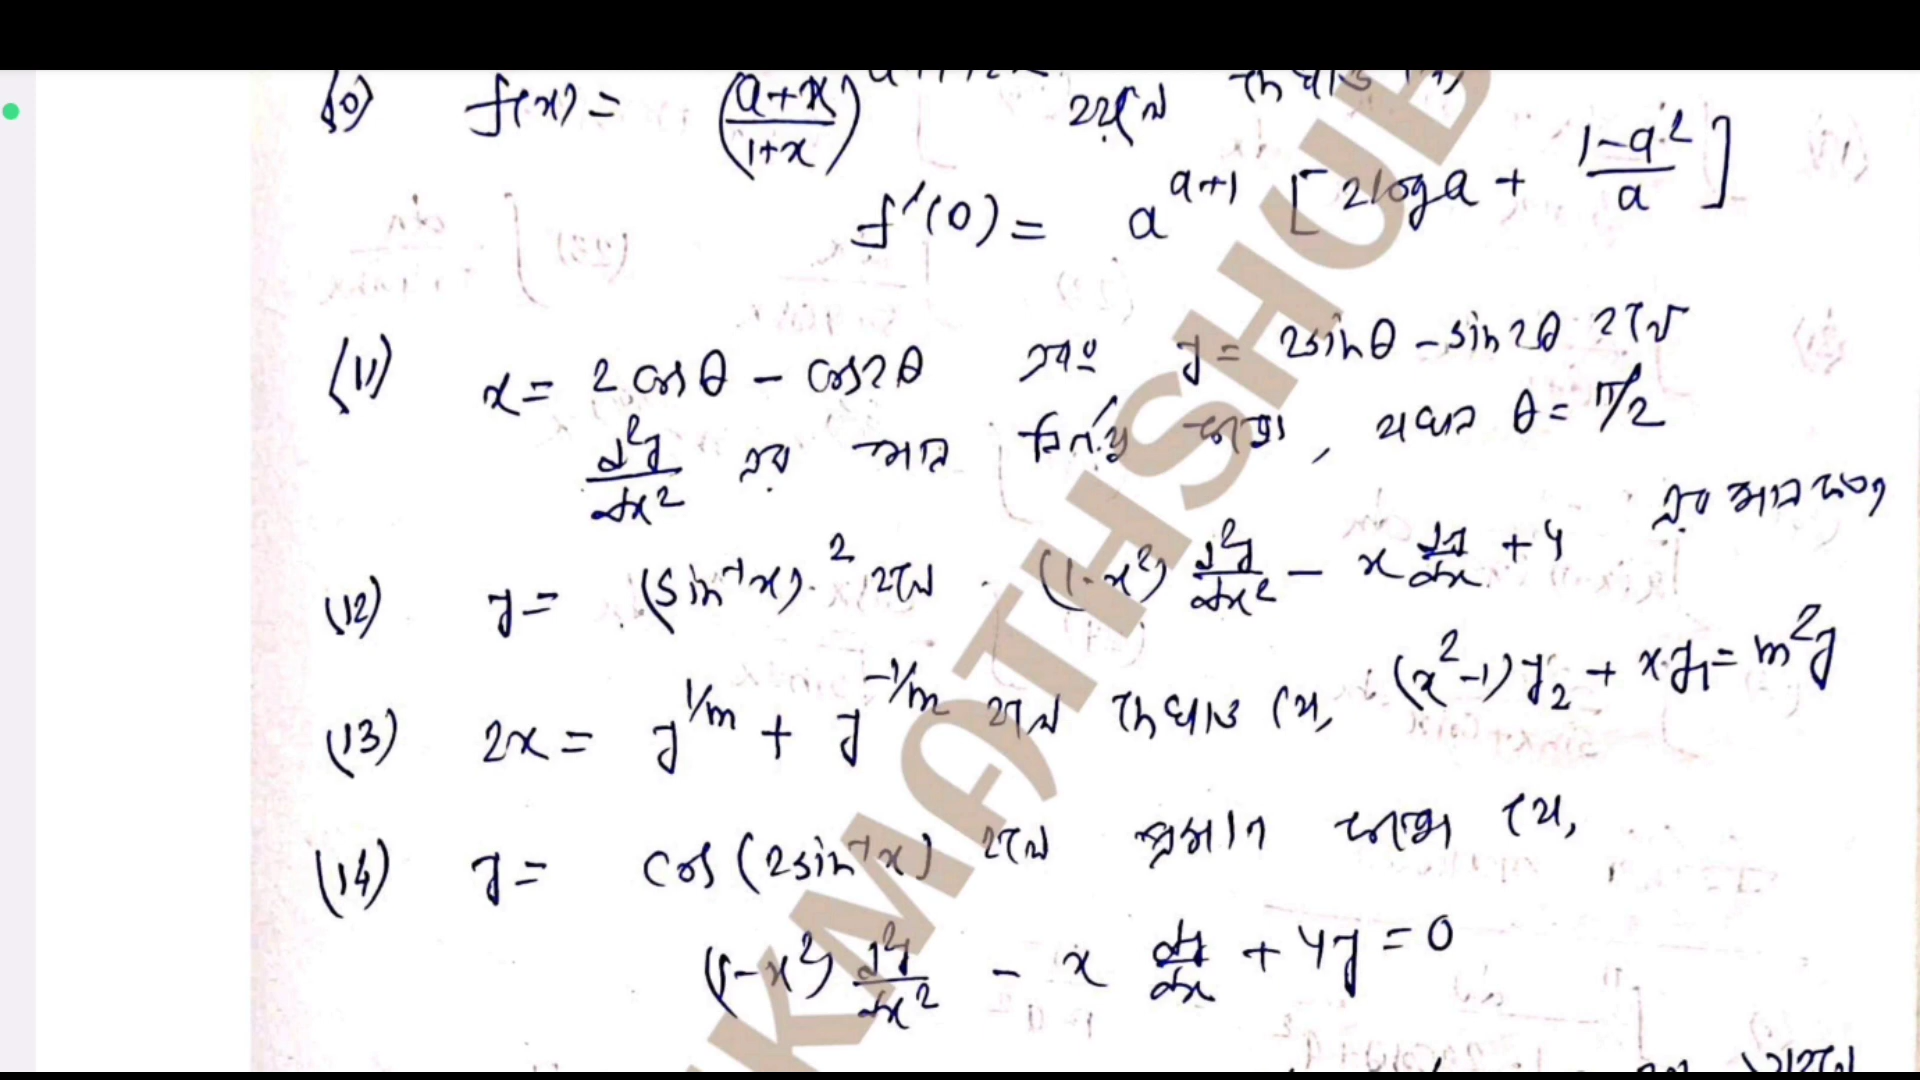 (10) f(x) = (a+x/1+x) হইলে দেখাও
f′(0) = a^(a+1) [2loga + (1-a²)/a]
(11) x = 2cosθ - cos2θ এবং y = 2sinθ - sin2θ হলে
d²y/dx² এর মান নির্ণয় করো, যখন θ = π/2
(12) y = (sin⁻¹x)² হলে (1-x²) d²y/dx² - x dy/dx + 4 এর মান কত?
(13) 2x = y^(1/m) + y^(-1/m) হলে দেখাও যে, (x²-1)y₂ + xy₁ = m²y
(14) y = cos(2sin⁻¹x) হলে প্রমাণ করো যে,
(1-x²) d²y/dx² - x dy/dx + 4y = 0
KMATHSHUB